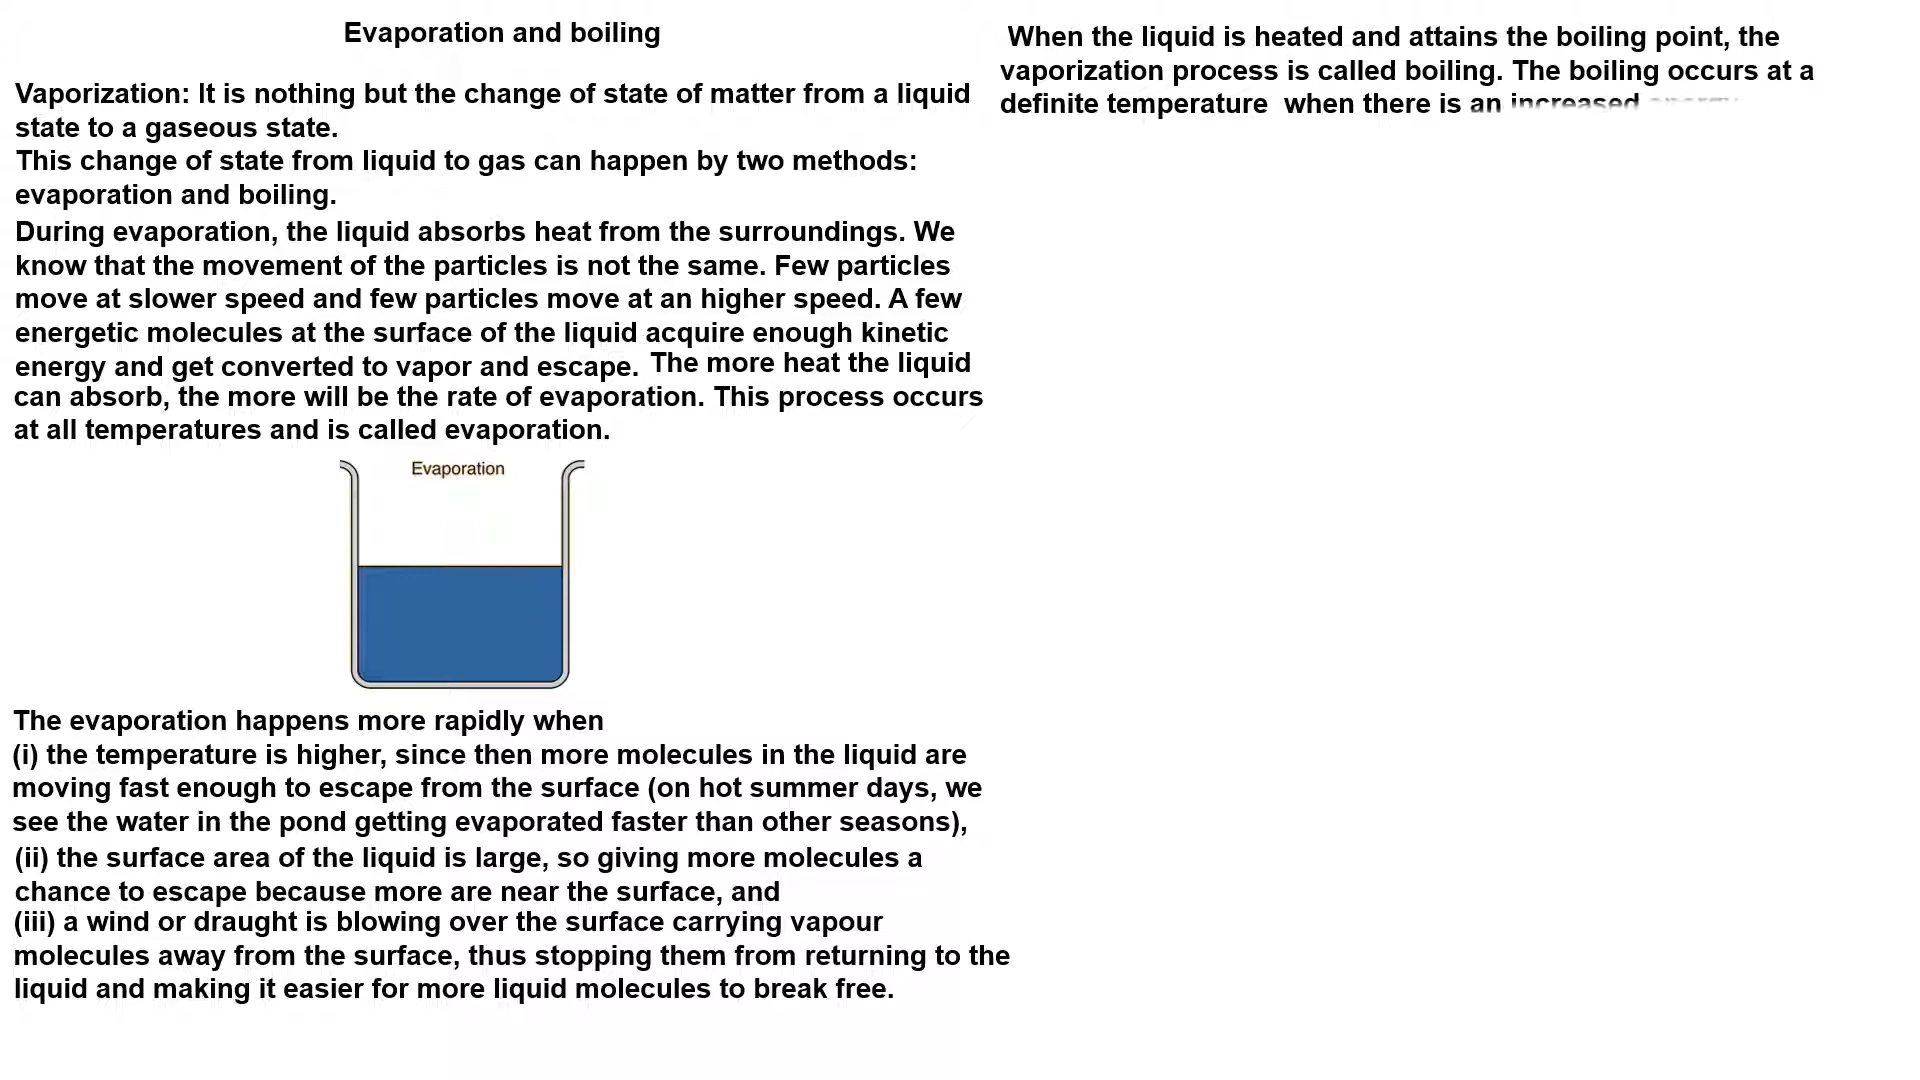 Evaporation and boiling
Vaporization: It is nothing but the change of state of matter from a liquid
state to a gaseous state.
This change of state from liquid to gas can happen by two methods:
evaporation and boiling.
During evaporation, the liquid absorbs heat from the surroundings. We
know that the movement of the particles is not the same. Few particles
move at slower speed and few particles move at an higher speed. A few
energetic molecules at the surface of the liquid acquire enough kinetic
energy and get converted to vapor and escape. The more heat the liquid
can absorb, the more will be the rate of evaporation. This process occurs
at all temperatures and is called evaporation.
Evaporation
The evaporation happens more rapidly when
(i) the temperature is higher, since then more molecules in the liquid are
moving fast enough to escape from the surface (on hot summer days, we
see the water in the pond getting evaporated faster than other seasons),
(ii) the surface area of the liquid is large, so giving more molecules a
chance to escape because more are near the surface, and
(iii) a wind or draught is blowing over the surface carrying vapour
molecules away from the surface, thus stopping them from returning to the
liquid and making it easier for more liquid molecules to break free.
When the liquid is heated and attains the boiling point, the
vaporization process is called boiling. The boiling occurs at a
definite temperature when there is an increased